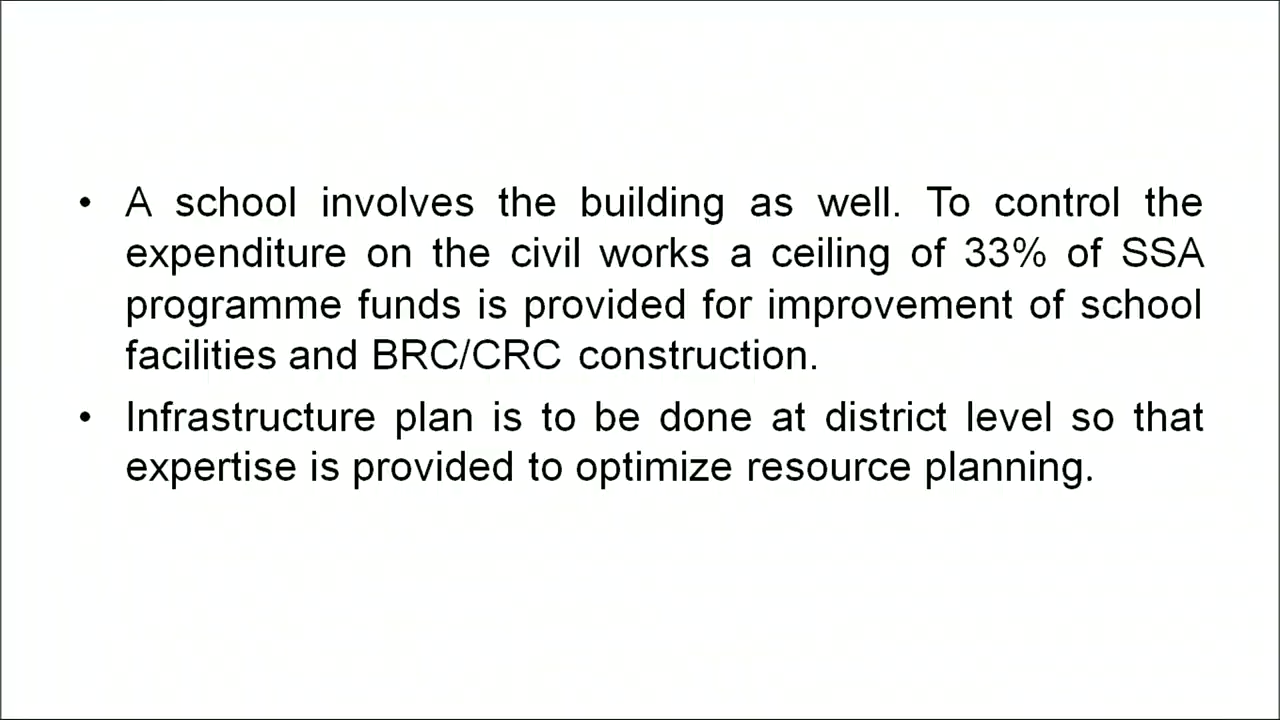 • A school involves the building as well. To control the
expenditure on the civil works a ceiling of 33% of SSA
programme funds is provided for improvement of school
facilities and BRC/CRC construction.
• Infrastructure plan is to be done at district level so that
expertise is provided to optimize resource planning.